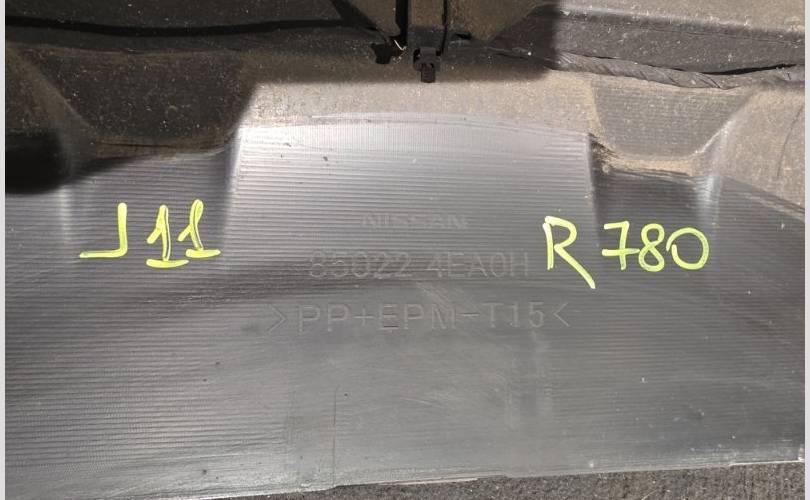 NISSAN
J11 R780
85022 4EA0H
>PP+EPM-T15<